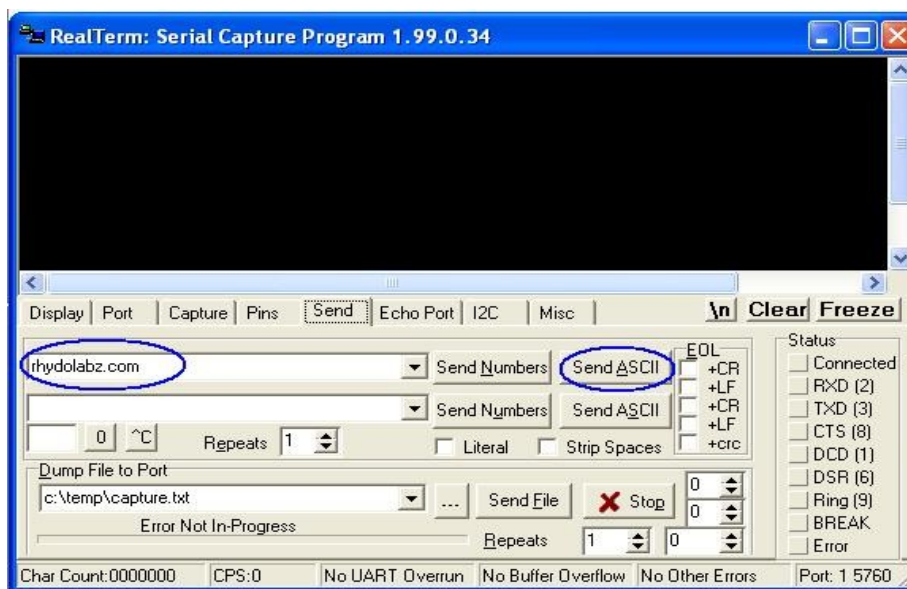 RealTerm: Serial Capture Program 1.99.0.34
Display Port Capture Pins Send Echo Port I2C Misc \n Clear Freeze
rhydolabz.com Send Numbers Send ASCII
EOL
+CR
+LF
+CR
+LF
+crc
Send Numbers Send ASCII
0 ^C Repeats 1 Literal Strip Spaces
Dump File to Port
c:\temp\capture.txt ... Send File Stop 0
0
Error Not In-Progress
Repeats 1 0
Status
Connected
RXD (2)
TXD (3)
CTS (8)
DCD (1)
DSR (6)
Ring (9)
BREAK
Error
Char Count:0000000 CPS:0 No UART Overrun No Buffer Overflow No Other Errors Port: 1 5760